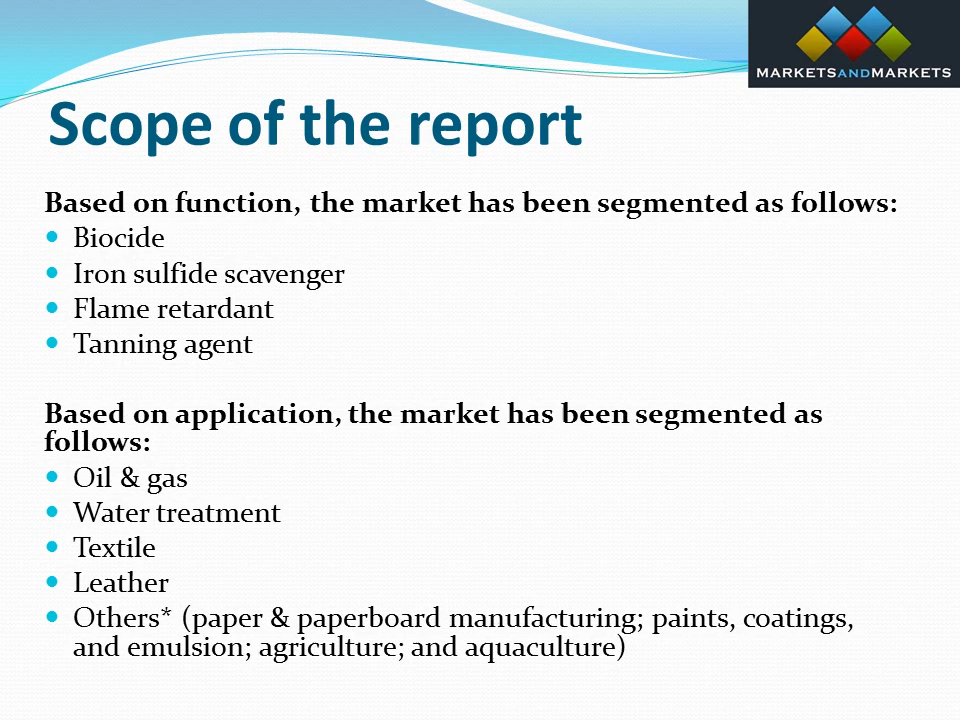 MARKETSANDMARKETS
Scope of the report
Based on function, the market has been segmented as follows:
Biocide
Iron sulfide scavenger
Flame retardant
Tanning agent
Based on application, the market has been segmented as
follows:
Oil & gas
Water treatment
Textile
Leather
Others* (paper & paperboard manufacturing; paints, coatings,
and emulsion; agriculture; and aquaculture)